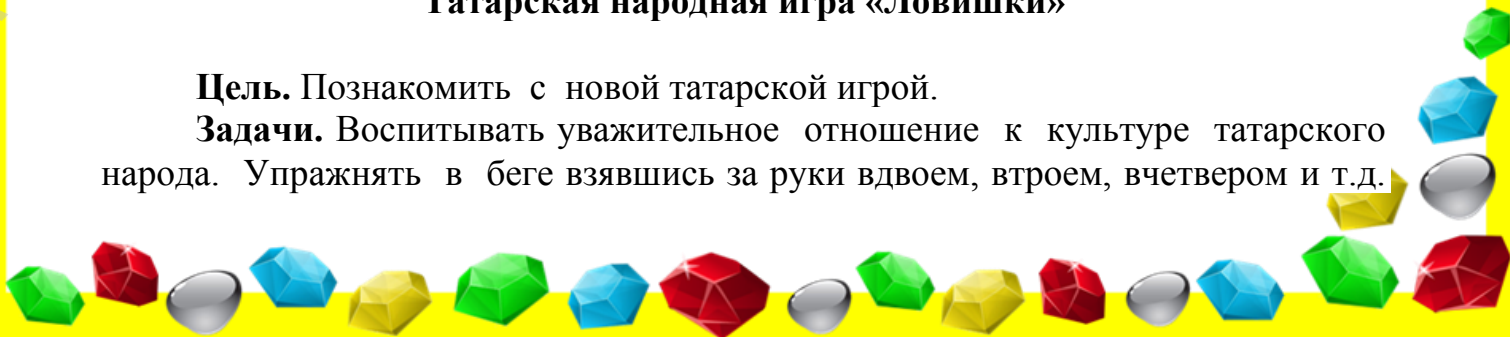 Татарская народная игра «Ловишки»
Цель. Познакомить с новой татарской игрой.
Задачи. Воспитывать уважительное отношение к культуре татарского
народа. Упражнять в беге взявшись за руки вдвоем, втроем, вчетвером и т.д.